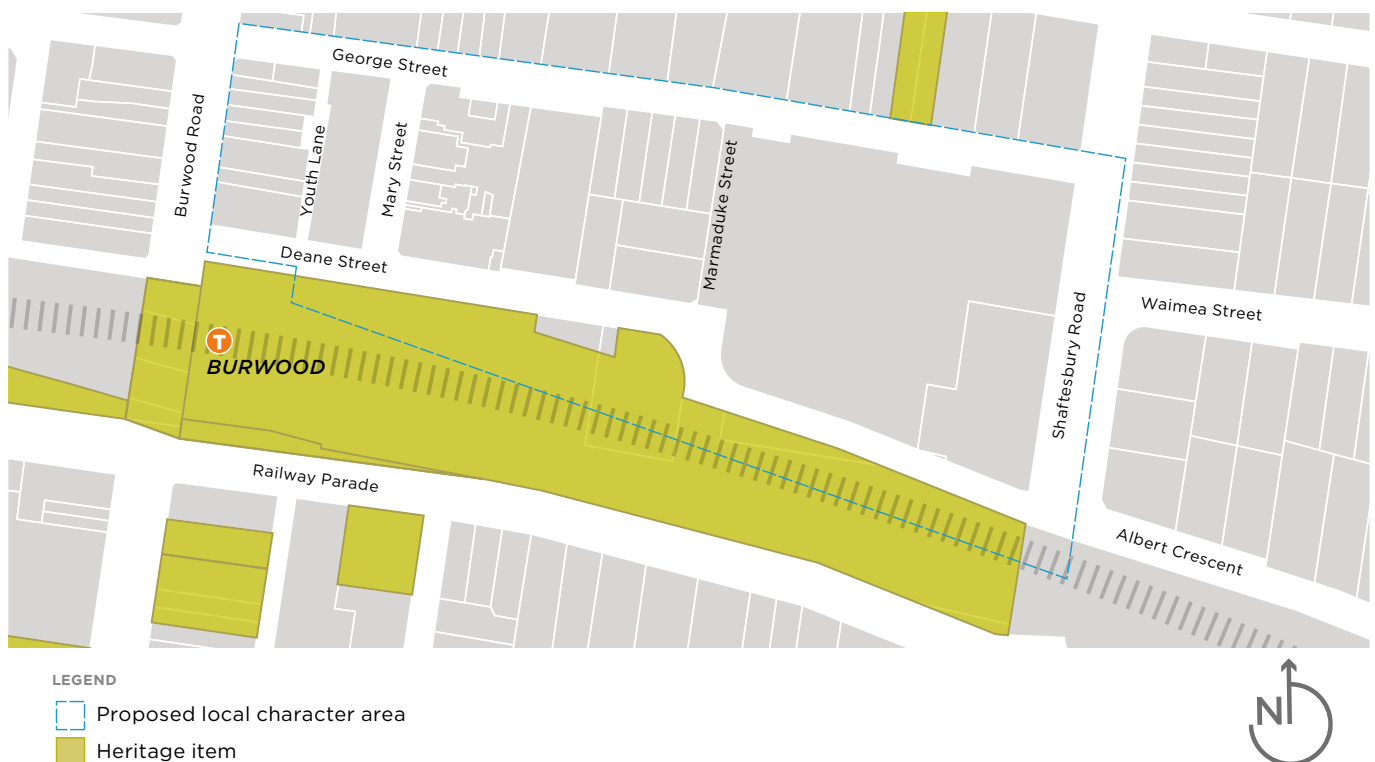 George Street
Burwood Road
Youth Lane
Mary Street
Marmaduke Street
Deane Street
Shaftesbury Road
Waimea Street
T
BURWOOD
Railway Parade
Albert Crescent
LEGEND
Proposed local character area
Heritage item
N